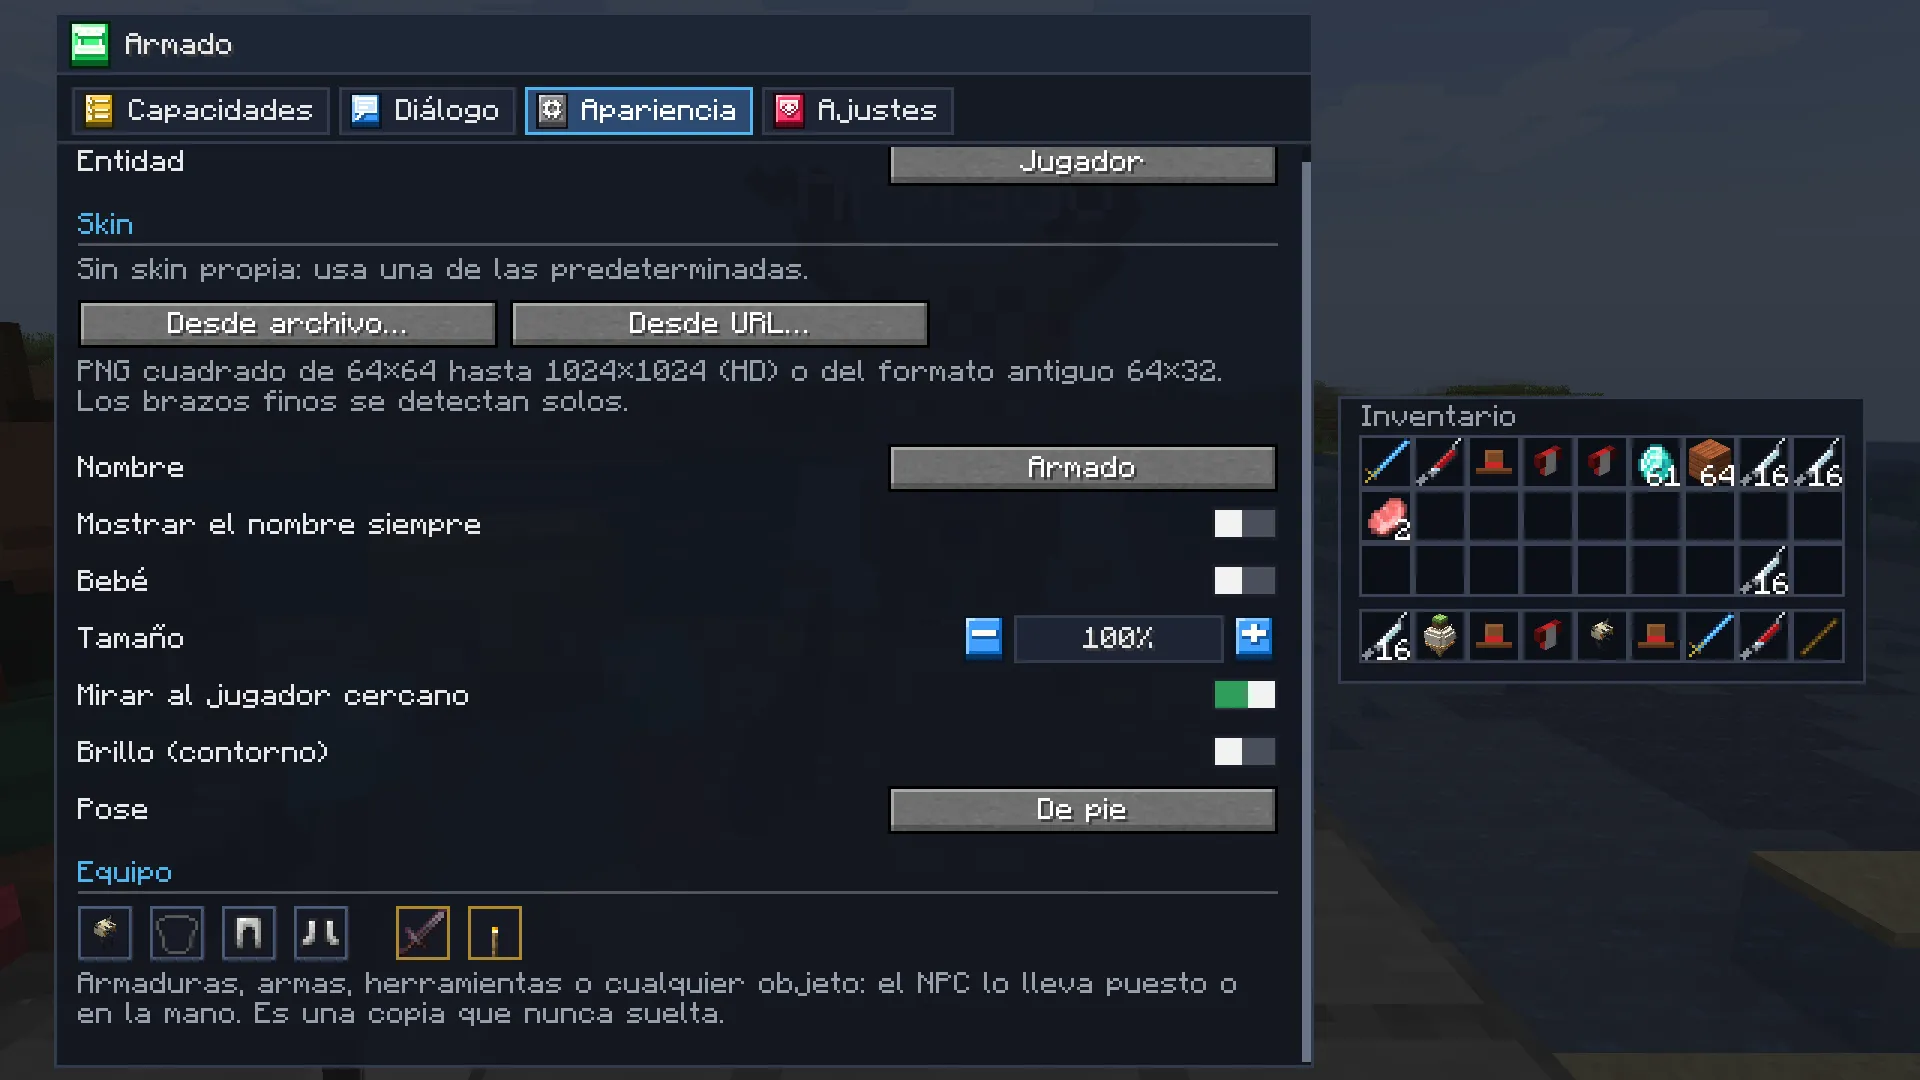 Armado
Capacidades
Diálogo
Apariencia
Ajustes
Entidad
Jugador
Skin
Sin skin propia: usa una de las predeterminadas.
Desde archivo...
Desde URL...
PNG cuadrado de 64×64 hasta 1024×1024 (HD) o del formato antiguo 64×32.
Los brazos finos se detectan solos.
Nombre
Armado
Mostrar el nombre siempre
Bebé
Tamaño
100%
Mirar al jugador cercano
Brillo (contorno)
Pose
De pie
Equipo
Armaduras, armas, herramientas o cualquier objeto: el NPC lo lleva puesto o
en la mano. Es una copia que nunca suelta.
Inventario
61 64 16 16
2
16
16